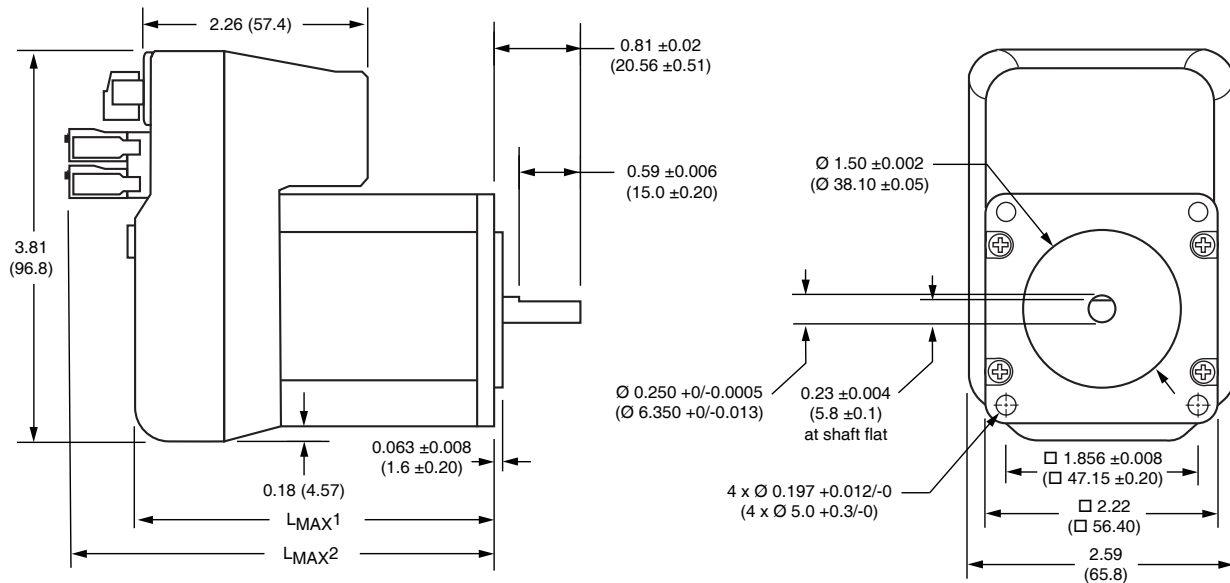 2.26 (57.4)
0.81 ±0.02
(20.56 ±0.51)
0.59 ±0.006
(15.0 ±0.20)
3.81
(96.8)
0.063 ±0.008
(1.6 ±0.20)
0.18 (4.57)
LMAX1
LMAX2
Ø 1.50 ±0.002
(Ø 38.10 ±0.05)
Ø 0.250 +0/-0.0005
(Ø 6.350 +0/-0.013)
0.23 ±0.004
(5.8 ±0.1)
at shaft flat
4 x Ø 0.197 +0.012/-0
(4 x Ø 5.0 +0.3/-0)
□ 1.856 ±0.008
(□ 47.15 ±0.20)
□ 2.22
(□ 56.40)
2.59
(65.8)